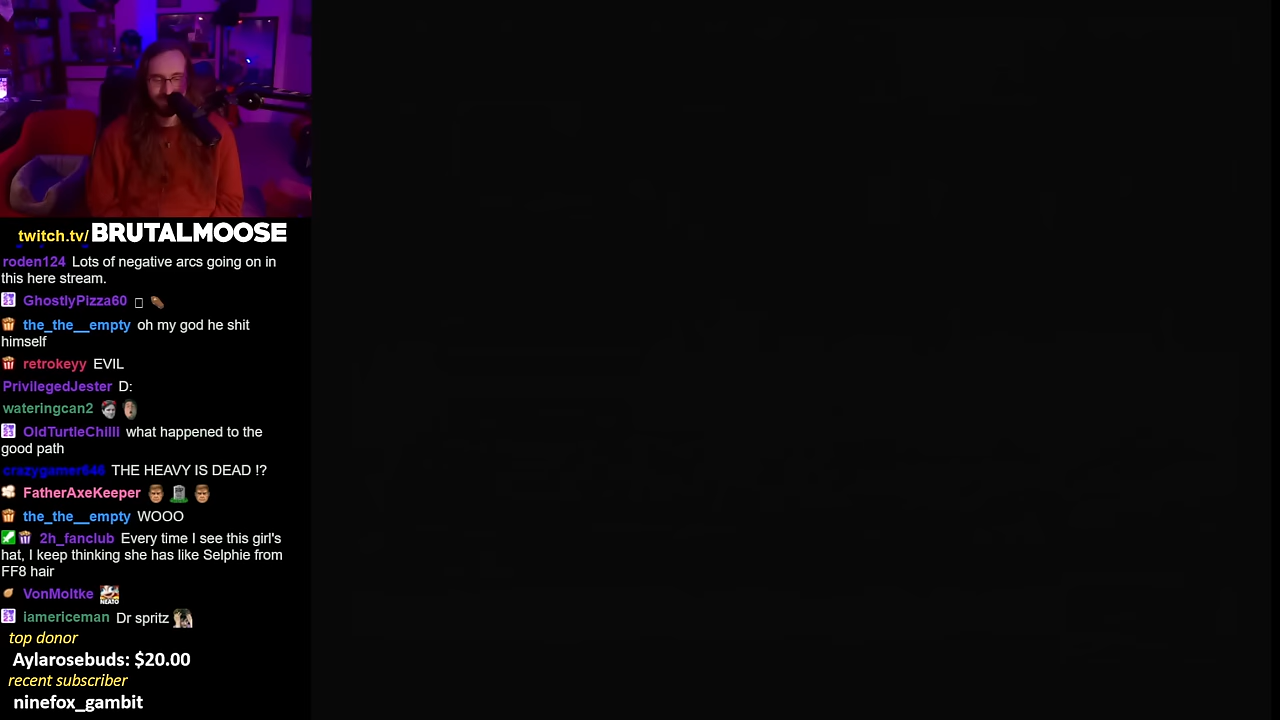 twitch.tv/BRUTALMOOSE
roden124 Lots of negative arcs going on in
this here stream.
GhostlyPizza60
the_the__empty oh my god he shit
himself
retrokeyy EVIL
PrivilegedJester D:
wateringcan2
OldTurtleChilll what happened to the
good path
crazygamer646 THE HEAVY IS DEAD !?
FatherAxeKeeper
the_the__empty WOOO
2h_fanclub Every time I see this girl's
hat, I keep thinking she has like Selphie from
FF8 hair
VonMoltke NEATO
iamericeman Dr spritz
top donor
Aylarosebuds: $20.00
recent subscriber
ninefox_gambit